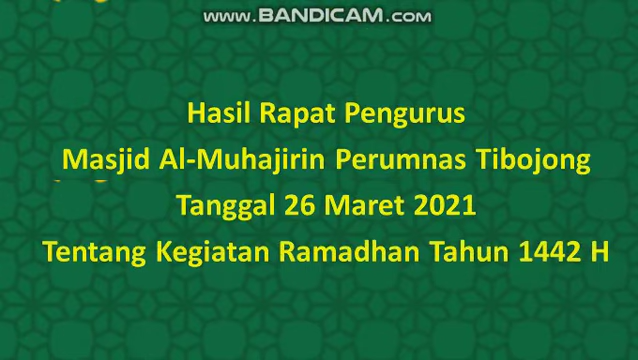 www.BANDICAM.com
Hasil Rapat Pengurus
Masjid Al-Muhajirin Perumnas Tibojong
Tanggal 26 Maret 2021
Tentang Kegiatan Ramadhan Tahun 1442 H